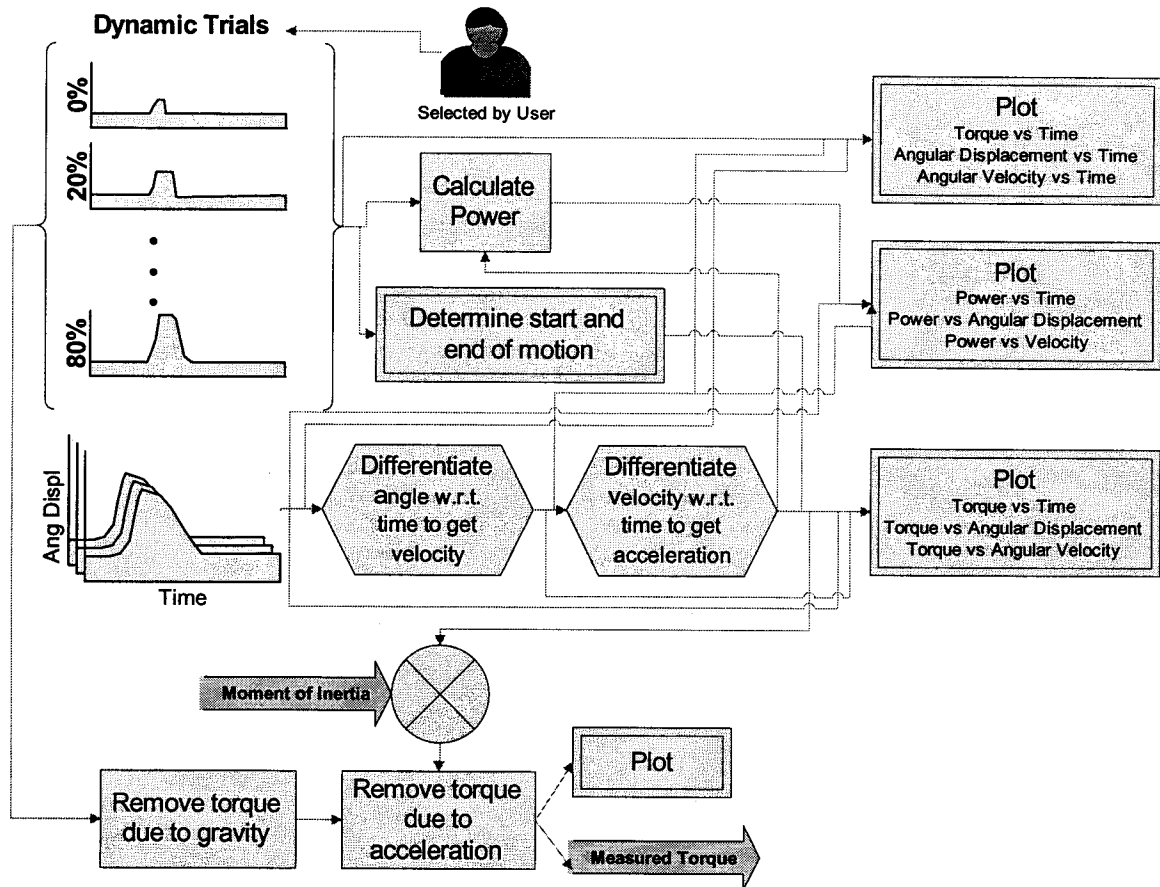 Dynamic Trials
Selected by User
0%
20%
80%
Calculate
Power
Determine start and
end of motion
Plot
Torque vs Time
Angular Displacement vs Time
Angular Velocity vs Time
Plot
Power vs Time
Power vs Angular Displacement
Power vs Velocity
Ang Displ
Time
Differentiate
angle w.r.t.
time to get
velocity
Differentiate
velocity w.r.t.
time to get
acceleration
Plot
Torque vs Time
Torque vs Angular Displacement
Torque vs Angular Velocity
Moment of Inertia
Remove torque
due to gravity
Remove torque
due to
acceleration
Plot
Measured Torque